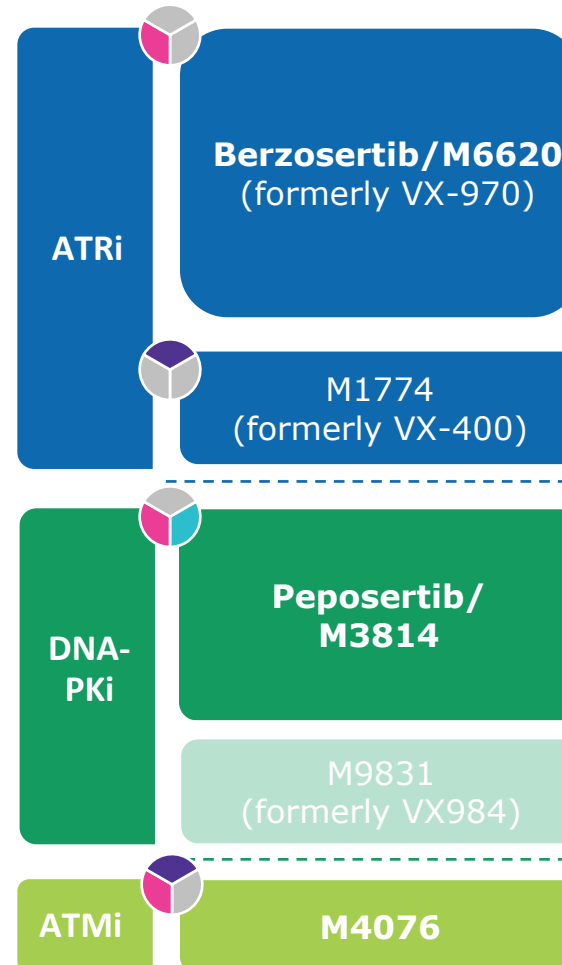 ATRi
Berzosertib/M6620
(formerly VX-970)
M1774
(formerly VX-400)
DNA-
PKi
Peposertib/
M3814
M9831
(formerly VX984)
ATMi
M4076